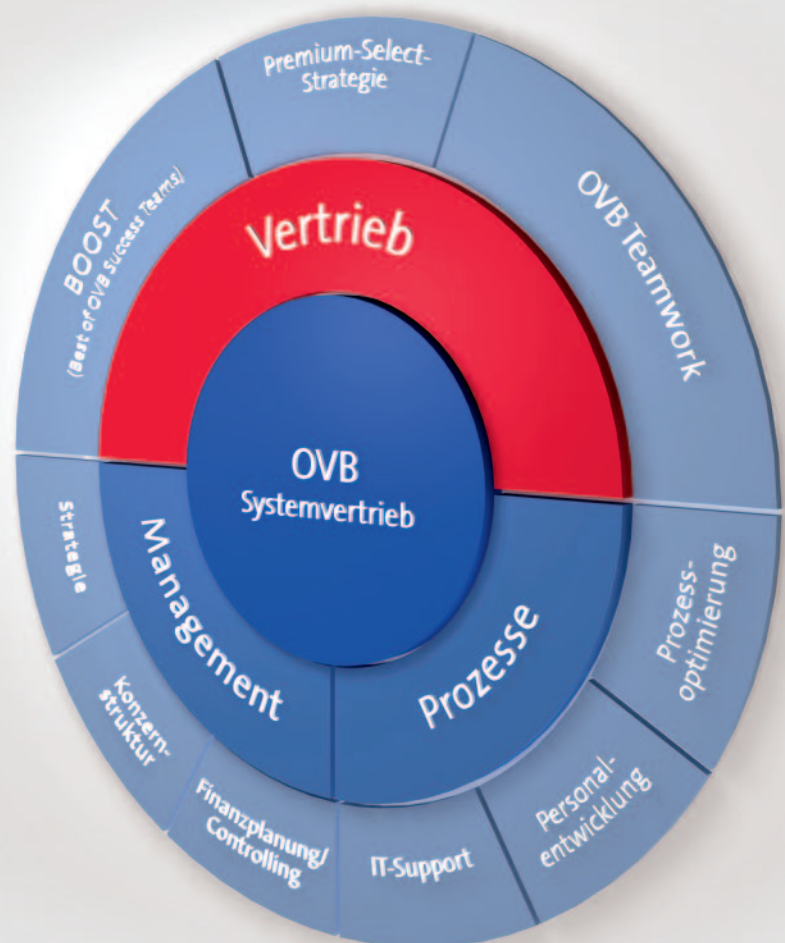 Premium-Select-
Strategie
BOOST
(Best of OVB Success Teams)
OVB Teamwork
Vertrieb
OVB
Systemvertrieb
Management
Prozesse
Strategie
Konzern-
struktur
Finanzplanung/
Controlling
IT-Support
Personal-
entwicklung
Prozess-
optimierung